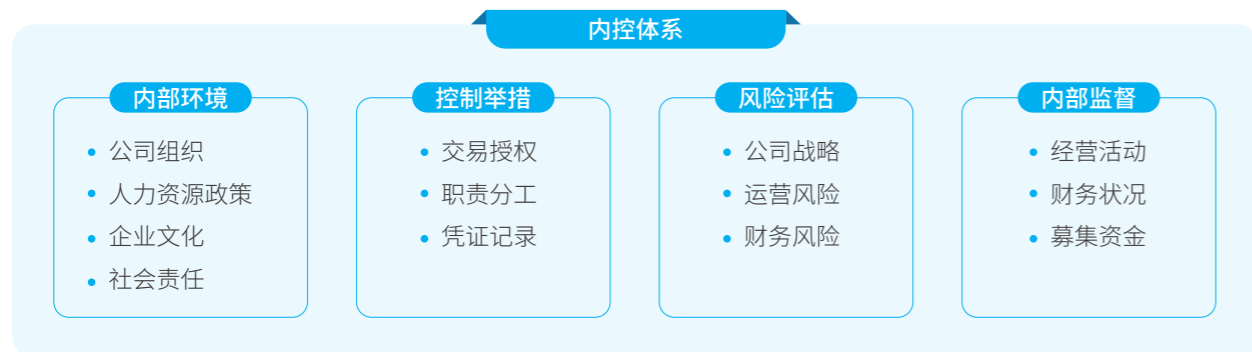 内控体系
内部环境
公司组织
人力资源政策
企业文化
社会责任
控制举措
交易授权
职责分工
凭证记录
风险评估
公司战略
运营风险
财务风险
内部监督
经营活动
财务状况
募集资金